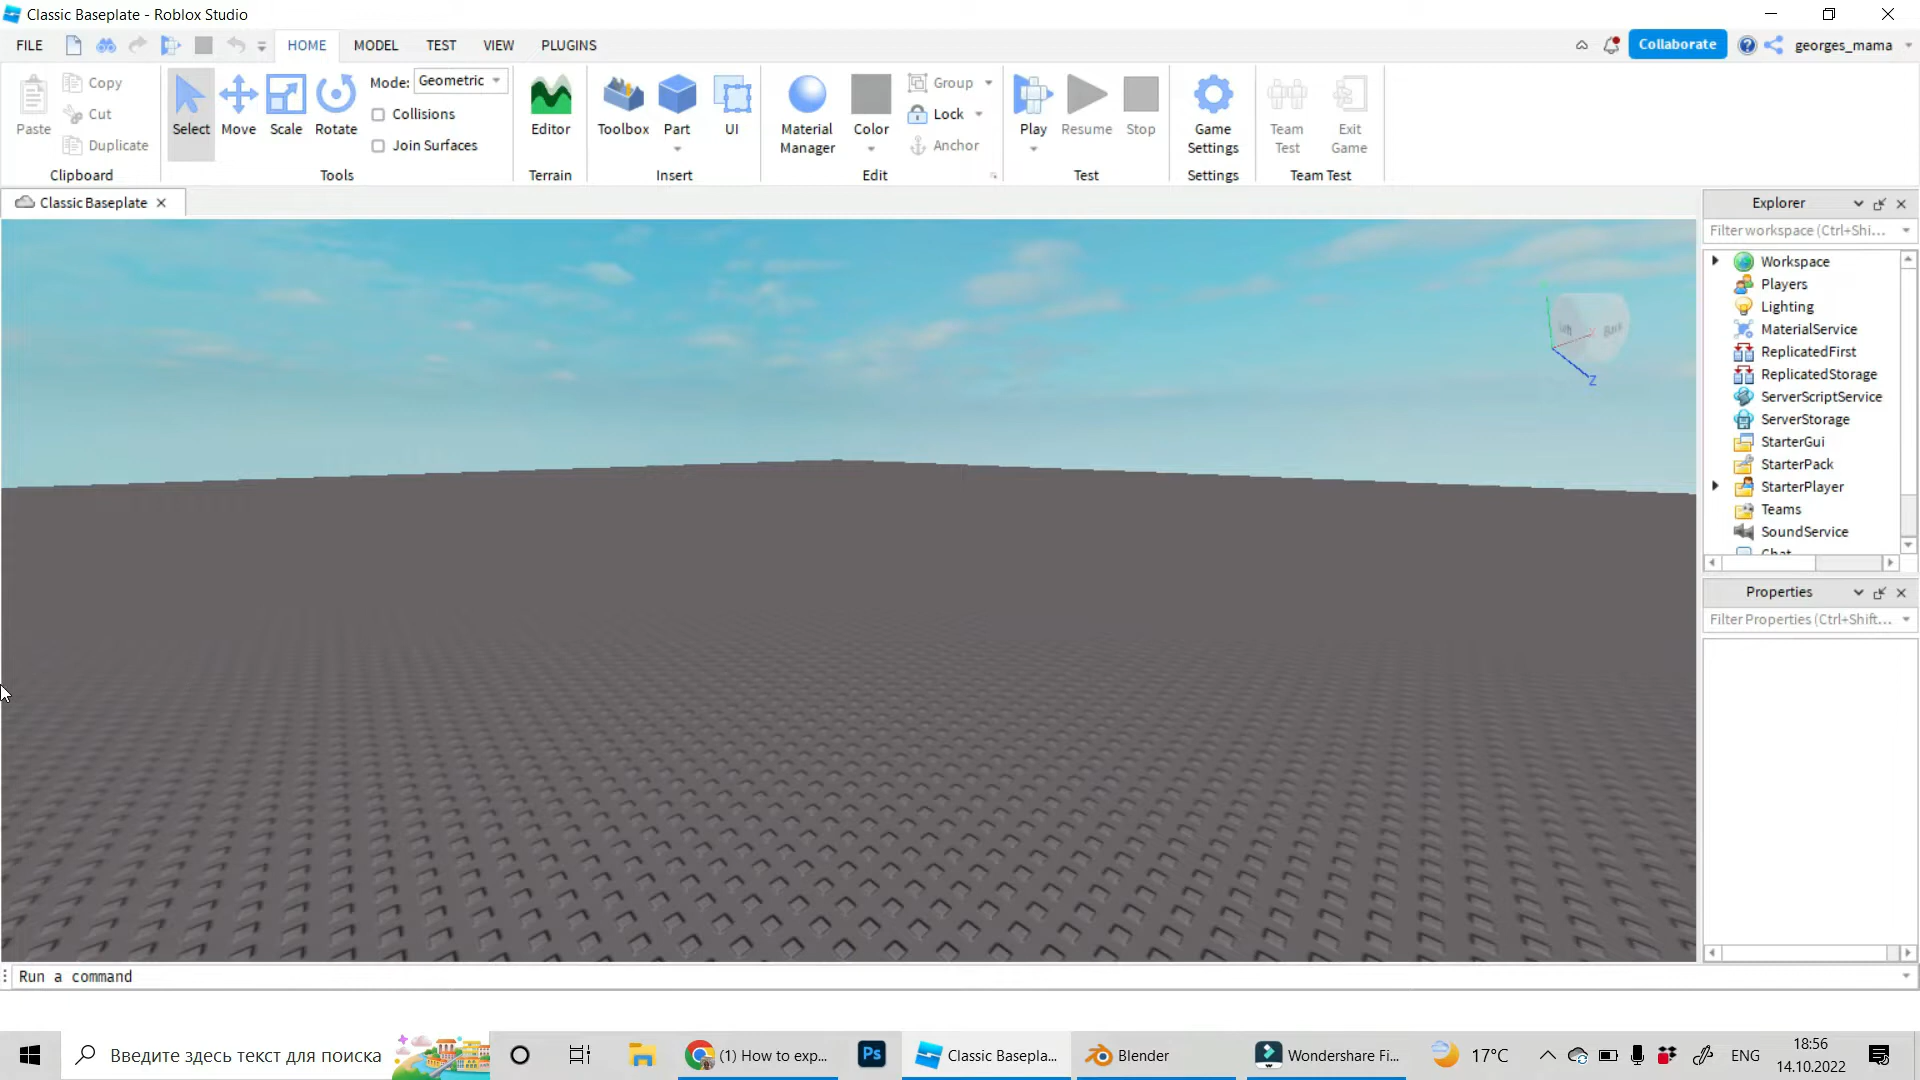 Classic Baseplate - Roblox Studio
FILE HOME MODEL TEST VIEW PLUGINS Collaborate georges_mama
Paste Copy Cut Duplicate
Clipboard
Select Move Scale Rotate
Mode: Geometric
Collisions
Join Surfaces
Tools
Editor
Terrain
Toolbox Part UI
Insert
Material Manager Color
Group
Lock
Anchor
Edit
Play Resume Stop
Test
Game Settings
Settings
Team Test Exit Game
Team Test
Classic Baseplate
Left Back
Z
Explorer
Filter workspace (Ctrl+Shi...
Workspace
Players
Lighting
MaterialService
ReplicatedFirst
ReplicatedStorage
ServerScriptService
ServerStorage
StarterGui
StarterPack
StarterPlayer
Teams
SoundService
Chat
Properties
Filter Properties (Ctrl+Shift...
Run a command
Введите здесь текст для поиска
(1) How to exp...
Ps
Classic Basepla...
Blender
Wondershare Fi...
17°C
ENG
18:56
14.10.2022